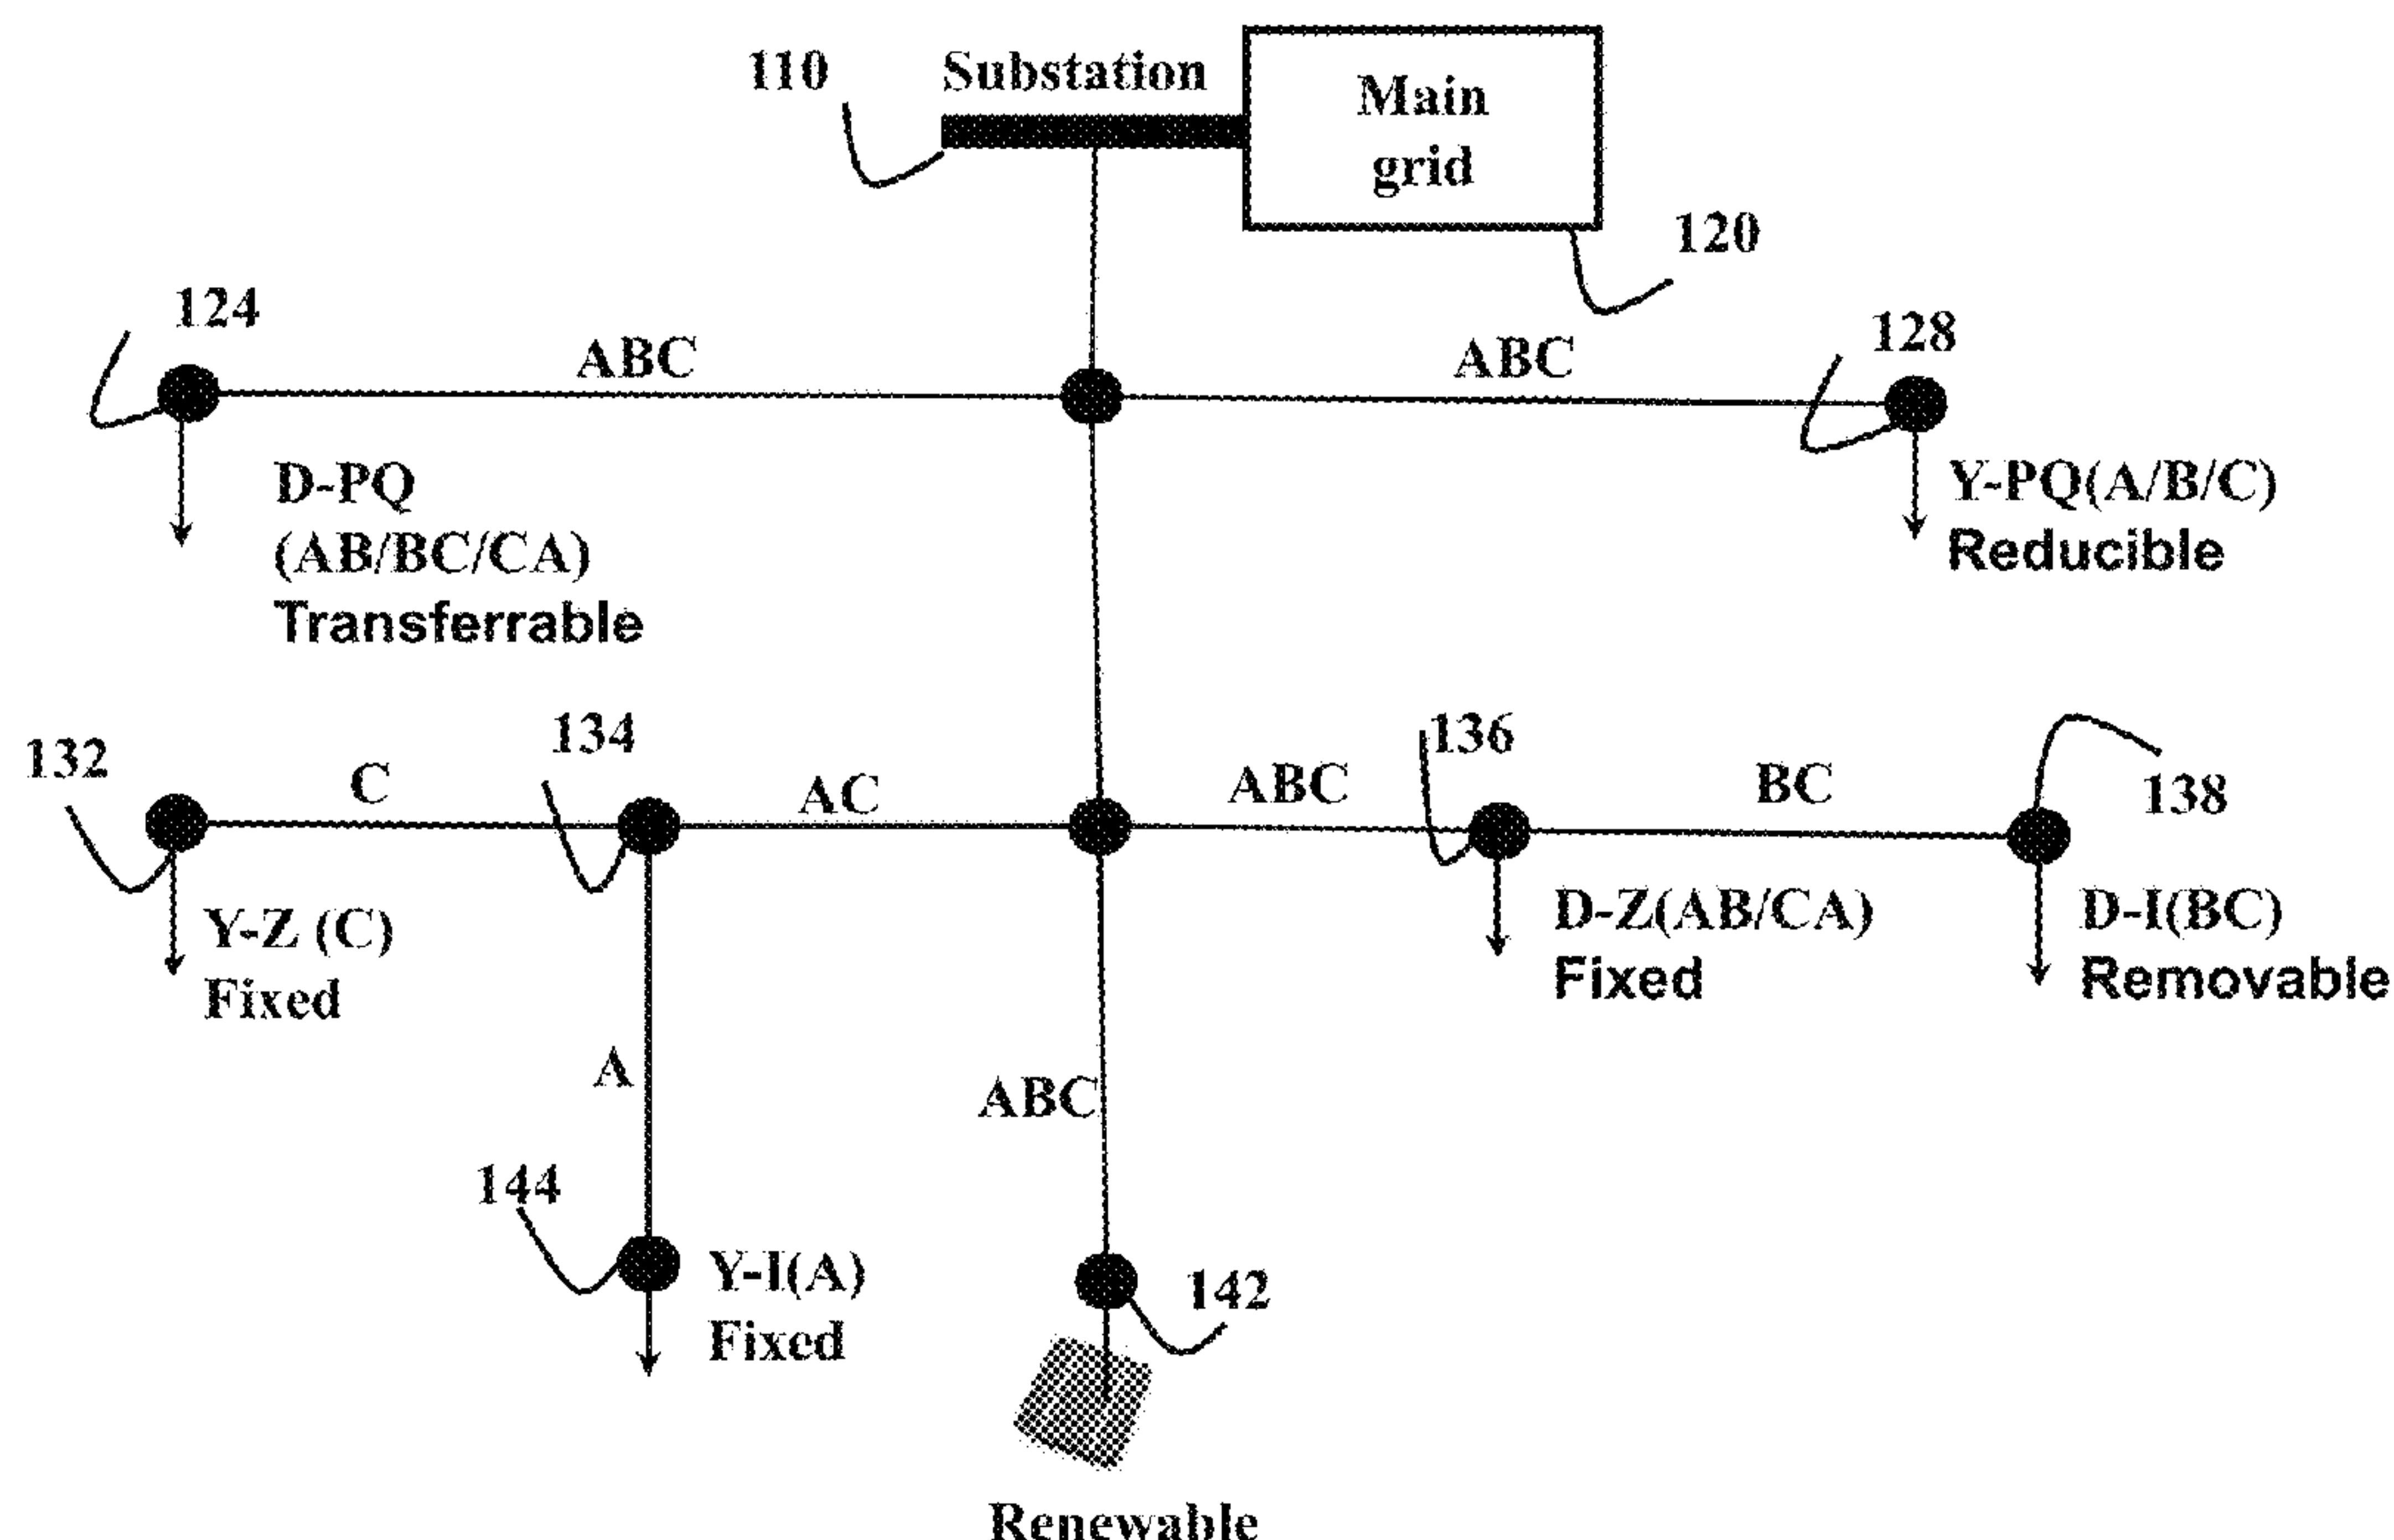 110
Substation
Main
grid
120
124
ABC
ABC
128
D-PQ
(AB/BC/CA)
Transferrable
Y-PQ(A/B/C)
Reducible
132
C
134
AC
ABC
136
BC
138
Y-Z (C)
Fixed
D-Z(AB/CA)
Fixed
D-I(BC)
Removable
A
ABC
144
Y-I(A)
Fixed
142
Renewable